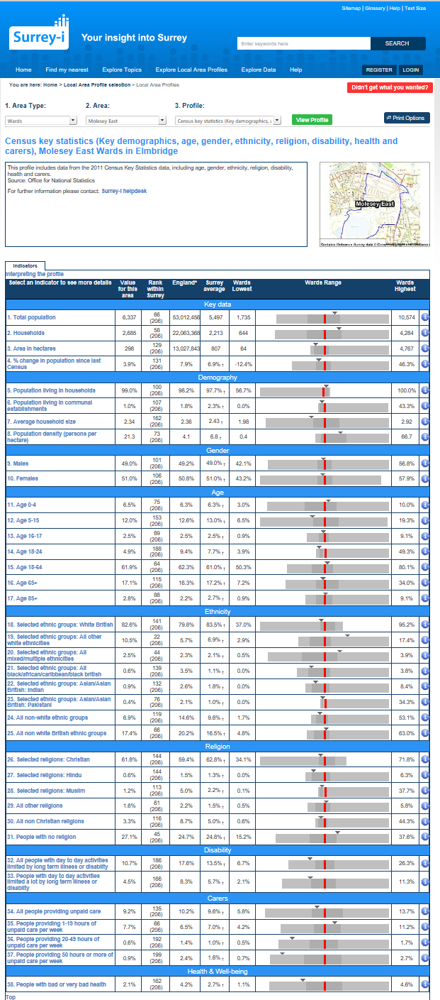 Sitemap | Glossary | Help | Text Size
Surrey-i
Your insight into Surrey
Enter keywords here
SEARCH
Home Find my nearest Explore Topics Explore Local Area Profiles Explore Data Help REGISTER LOGIN
You are here: Home > Local Area Profile selection > Local Area Profiles
Didn't get what you wanted?
1. Area Type: 2. Area: 3. Profile:
Wards Molesey East Census key statistics (Key demographics, View Profile Print Options
Census key statistics (Key demographics, age, gender, ethnicity, religion, disability, health and
carers), Molesey East Wards in Elmbridge
This profile includes data from the 2011 Census Key Statistics data, including age, gender, ethnicity, religion, disability,
health and carers.
Source: Office for National Statistics
For further information please contact: Surrey-i helpdesk
Molesey East
Contains Ordnance Survey data ©
Indicators
Interpreting the profile
Select an indicator to see more details Value for this area Rank within Surrey England* Surrey average Wards Lowest Wards Range Wards Highest
Key data
1. Total population 6,337 66 (206) 53,012,456 5,497 1,735 10,574
2. Households 2,685 58 (206) 22,063,368 2,213 644 4,284
3. Area in hectares 298 129 (206) 13,027,843 807 64 4,767
4. % change in population since last Census 3.9% 131 (206) 7.9% 6.9% † -12.4% 46.3%
Demography
5. Population living in households 99.0% 100 (206) 98.2% 97.7% † 56.7% 100.0%
6. Population living in communal establishments 1.0% 107 (206) 1.8% 2.3% † 0.0% 43.3%
7. Average household size 2.34 162 (206) 2.36 2.43 † 1.98 2.92
8. Population density (persons per hectare) 21.3 73 (206) 4.1 6.8 † 0.4 66.7
Gender
9. Males 49.0% 101 (206) 49.2% 49.0% † 42.1% 56.8%
10. Females 51.0% 106 (206) 50.8% 51.0% † 43.2% 57.9%
Age
11. Age 0-4 6.5% 75 (206) 6.3% 6.3% † 3.0% 10.0%
12. Age 5-15 12.0% 153 (206) 12.6% 13.0% † 6.5% 19.3%
13. Age 16-17 2.5% 89 (206) 2.5% 2.5% † 0.9% 9.1%
14. Age 18-24 4.9% 188 (206) 9.4% 7.7% † 3.9% 49.3%
15. Age 18-64 61.9% 64 (206) 62.3% 61.0% † 50.3% 80.1%
16. Age 65+ 17.1% 115 (206) 16.3% 17.2% † 7.2% 34.0%
17. Age 85+ 2.8% 88 (206) 2.2% 2.7% † 0.9% 9.1%
Ethnicity
18. Selected ethnic groups: White British 82.6% 141 (206) 79.8% 83.5% † 37.0% 95.2%
19. Selected ethnic groups: All other white ethnicities 10.5% 22 (206) 5.7% 6.9% † 2.9% 17.4%
20. Selected ethnic groups: All mixed/multiple ethnicities 2.5% 44 (206) 2.3% 2.1% † 0.5% 3.9%
21. Selected ethnic groups: All black/african/caribbean/black british 0.6% 139 (206) 3.5% 1.1% † 0.0% 3.8%
22. Selected ethnic groups: Asian/Asian British: Indian 0.9% 132 (206) 2.6% 1.8% † 0.0% 8.4%
23. Selected ethnic groups: Asian/Asian British: Pakistani 0.4% 76 (206) 2.1% 1.0% † 0.0% 34.3%
24. All non-white ethnic groups 6.9% 119 (206) 14.6% 9.6% † 1.7% 53.1%
25. All non white British ethnic groups 17.4% 66 (206) 20.2% 16.5% † 4.8% 63.0%
Religion
26. Selected religions: Christian 61.8% 144 (206) 59.4% 62.8% † 34.1% 71.8%
27. Selected religions: Hindu 0.6% 144 (206) 1.5% 1.3% † 0.0% 6.3%
28. Selected religions: Muslim 1.2% 113 (206) 5.0% 2.2% † 0.1% 37.7%
29. All other religions 1.6% 61 (206) 2.2% 1.5% † 0.5% 5.8%
30. All non Christian religions 3.3% 116 (206) 8.7% 5.0% † 0.6% 44.3%
31. People with no religion 27.1% 45 (206) 24.7% 24.8% † 15.2% 37.6%
Disability
32. All people with day to day activities limited by long term illness or disability 10.7% 186 (206) 17.6% 13.5% † 6.7% 26.3%
33. People with day to day activities limited a lot by long term illness or disability 4.5% 166 (206) 8.3% 5.7% † 2.1% 11.3%
Carers
34. All people providing unpaid care 9.2% 135 (206) 10.2% 9.6% † 5.8% 13.7%
35. People providing 1-19 hours of unpaid care per week 7.7% 66 (206) 6.5% 7.0% † 4.2% 11.2%
36. People providing 20-49 hours of unpaid care per week 0.6% 192 (206) 1.4% 1.0% † 0.5% 1.7%
37. People providing 50 hours or more of unpaid care per week 0.9% 199 (206) 2.4% 1.6% † 0.7% 2.7%
Health & Well-being
38. People with bad or very bad health 2.1% 162 (206) 4.2% 2.7% † 1.1% 4.6%
Top